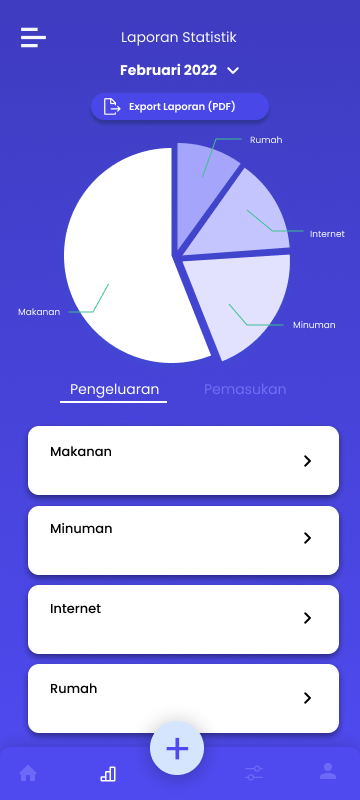 Laporan Statistik
Februari 2022
Export Laporan (PDF)
Rumah
Internet
Makanan
Minuman
Pengeluaran
Pemasukan
Makanan
Minuman
Internet
Rumah